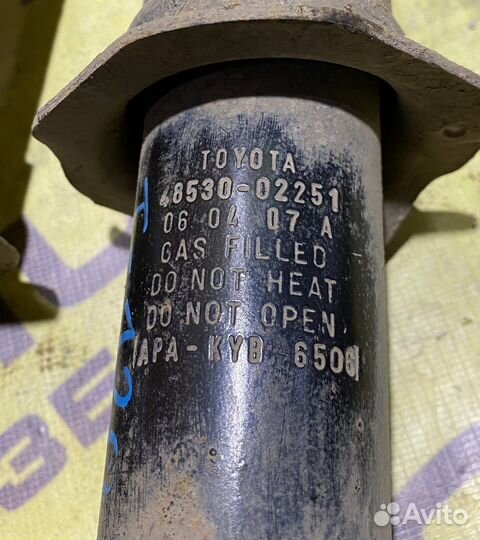 TOYOTA
48530-02251
06 04 07 A
GAS FILLED
DO NOT HEAT
DO NOT OPEN
APA-KYB 6506
Avito